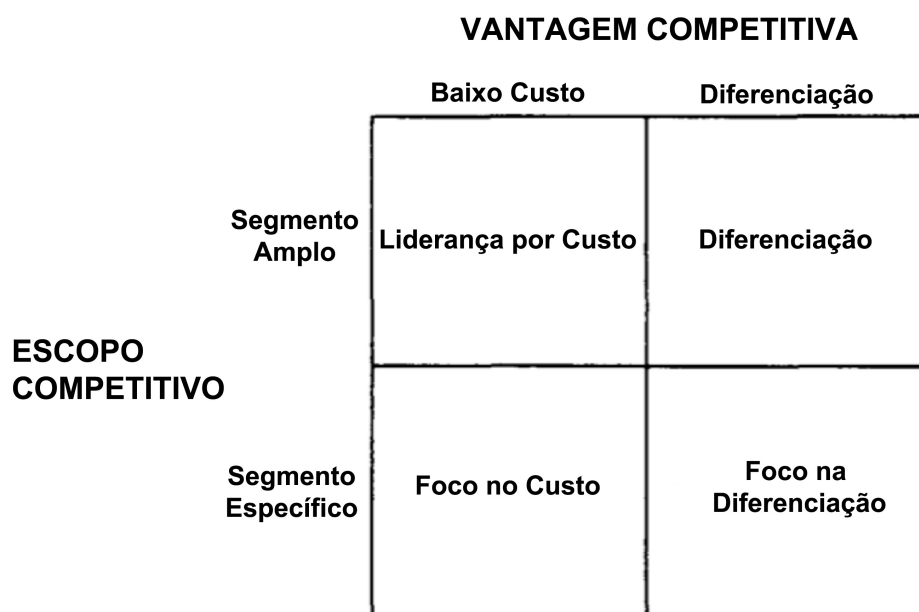 VANTAGEM COMPETITIVA
Baixo Custo
Diferenciação
Segmento
Amplo
Liderança por Custo
Diferenciação
ESCOPO
COMPETITIVO
Segmento
Específico
Foco no Custo
Foco na
Diferenciação